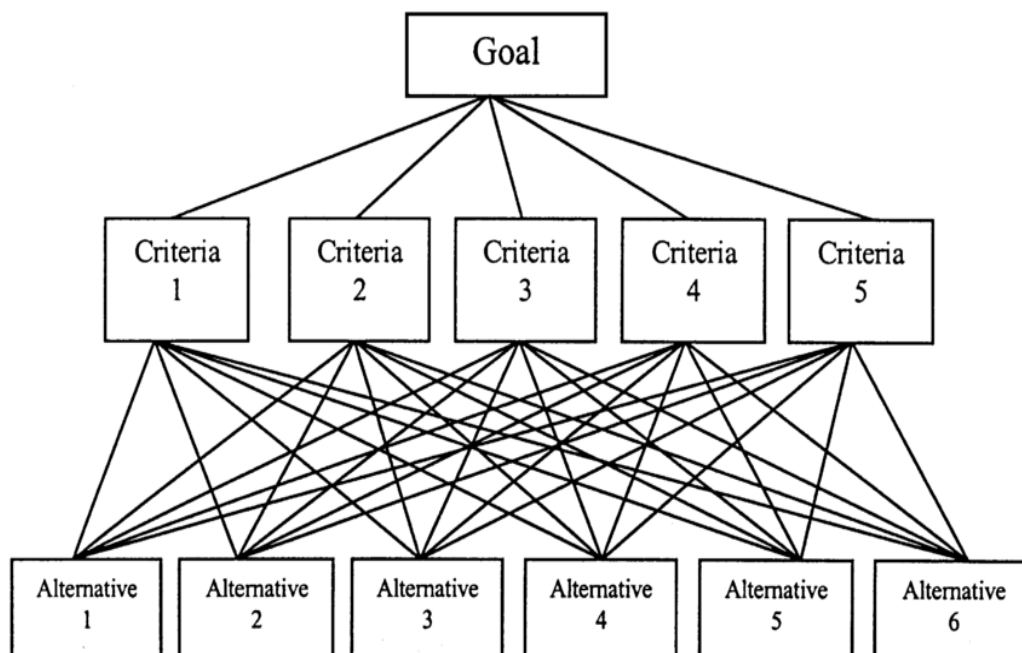 Goal
Criteria
1
Criteria
2
Criteria
3
Criteria
4
Criteria
5
Alternative
1
Alternative
2
Alternative
3
Alternative
4
Alternative
5
Alternative
6